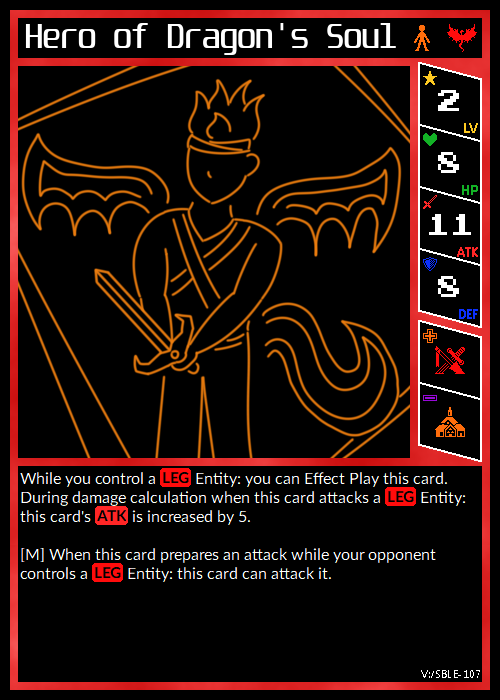 Hero of Dragon's Soul
2
LV
8
HP
11
ATK
8
DEF
While you control a LEG Entity: you can Effect Play this card.
During damage calculation when this card attacks a LEG Entity:
this card's ATK is increased by 5.
[M] When this card prepares an attack while your opponent
controls a LEG Entity: this card can attack it.
V:/SBLE-107